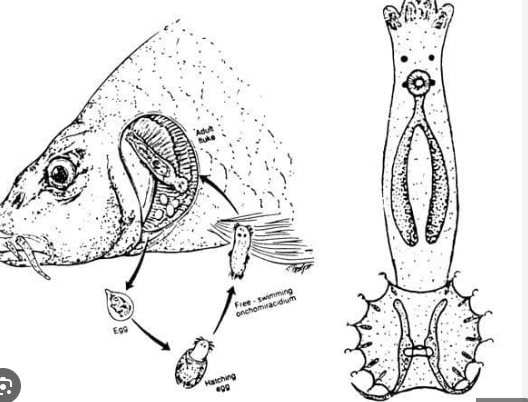 Adult
fluke
Egg
Hatching
egg
Free-swimming
onchomiracidium